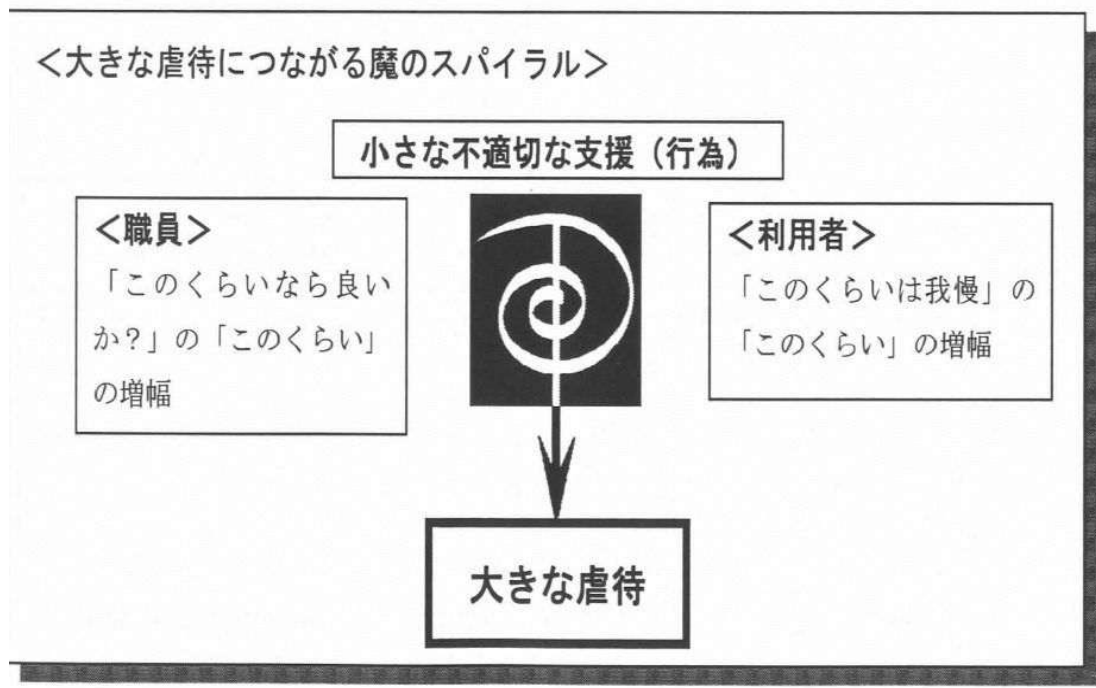 ＜大きな虐待につながる魔のスパイラル＞
小さな不適切な支援（行為）
＜職員＞
「このくらいなら良い
か？」の「このくらい」
の増幅
＜利用者＞
「このくらいは我慢」の
「このくらい」の増幅
大きな虐待